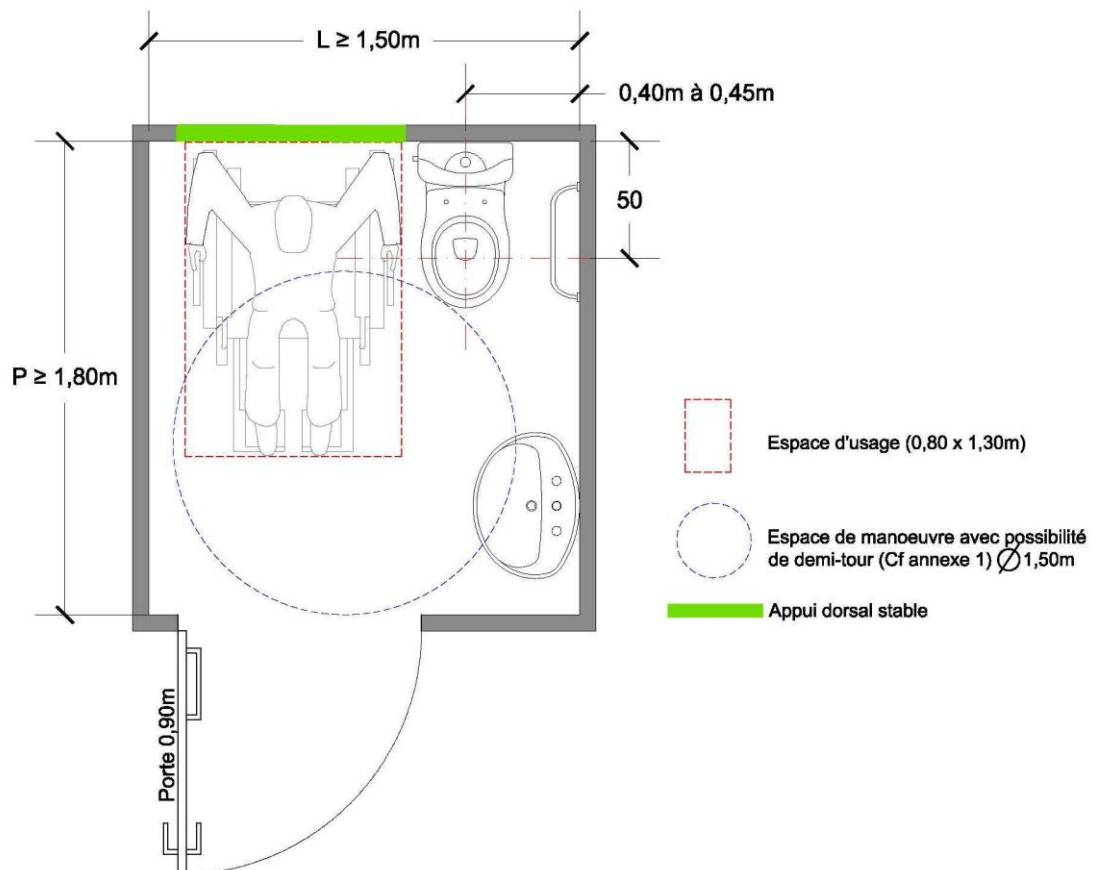 L ≥ 1,50m
0,40m à 0,45m
50
P ≥ 1,80m
Espace d'usage (0,80 x 1,30m)
Espace de manoeuvre avec possibilité
de demi-tour (Cf annexe 1) Ø 1,50m
Appui dorsal stable
Porte 0,90m